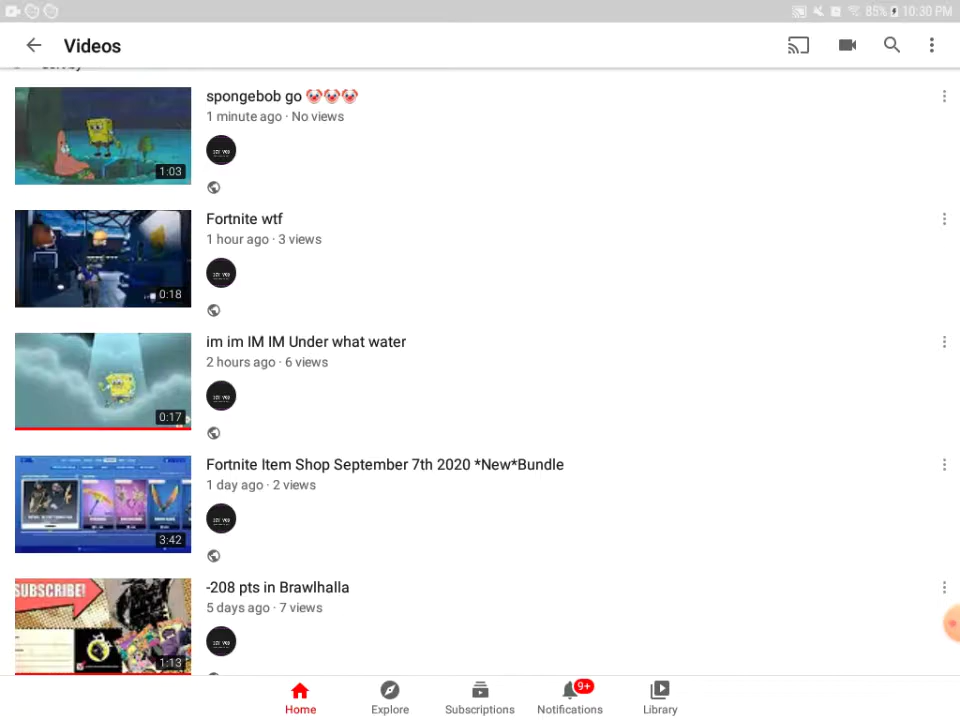 85% 10:30 PM
Videos
spongebob go 🤡🤡🤡
1 minute ago · No views
1:03
Fortnite wtf
1 hour ago · 3 views
0:18
im im IM IM Under what water
2 hours ago · 6 views
0:17
Fortnite Item Shop September 7th 2020 *New*Bundle
1 day ago · 2 views
3:42
-208 pts in Brawlhalla
5 days ago · 7 views
SUBSCRIBE!
1:13
9+
Home
Explore
Subscriptions
Notifications
Library